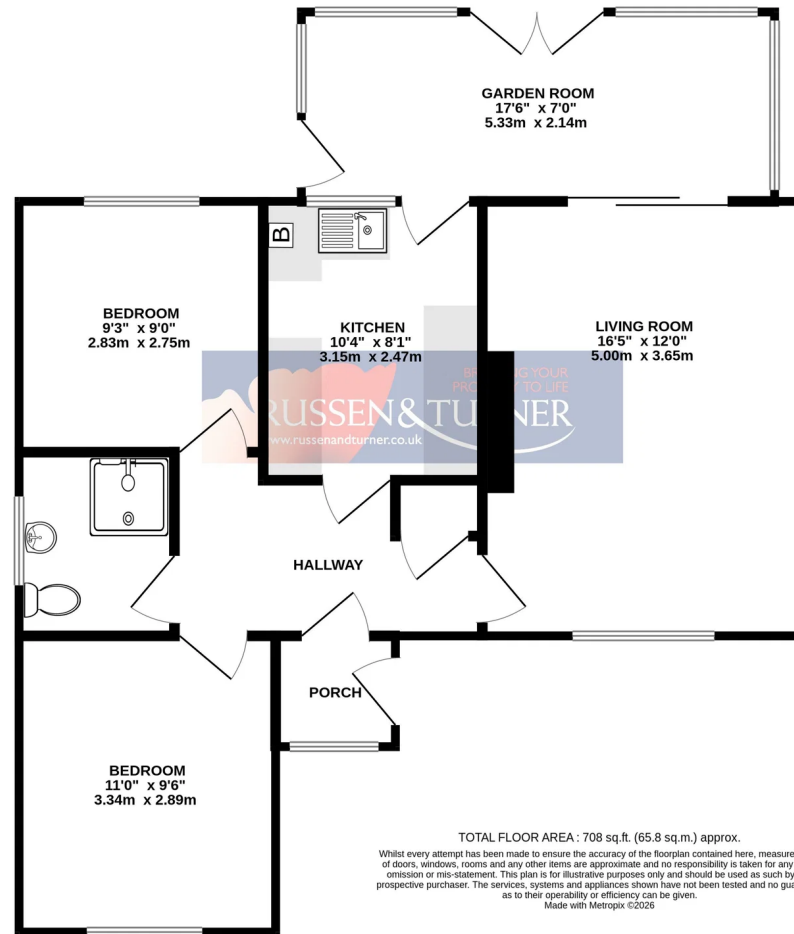 GARDEN ROOM
17'6" x 7'0"
5.33m x 2.14m
B
BEDROOM
9'3" x 9'0"
2.83m x 2.75m
KITCHEN
10'4" x 8'1"
3.15m x 2.47m
LIVING ROOM
16'5" x 12'0"
5.00m x 3.65m
YOUR
TO LIFE
RUSSEN & TURNER
www.russenandturner.co.uk
HALLWAY
PORCH
BEDROOM
11'0" x 9'6"
3.34m x 2.89m
TOTAL FLOOR AREA : 708 sq.ft. (65.8 sq.m.) approx.
Whilst every attempt has been made to ensure the accuracy of the floorplan contained here, measure
of doors, windows, rooms and any other items are approximate and no responsibility is taken for any
omission or mis-statement. This plan is for illustrative purposes only and should be used as such by
prospective purchaser. The services, systems and appliances shown have not been tested and no gua
as to their operability or efficiency can be given.
Made with Metropix ©2026